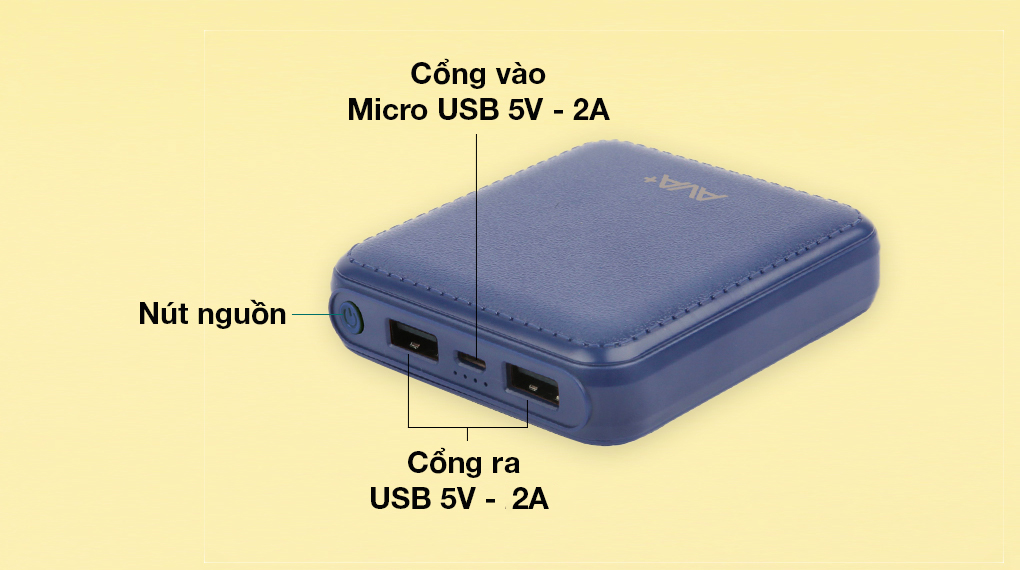 Cổng vào
Micro USB 5V - 2A
AVA+
Nút nguồn
Cổng ra
USB 5V - 2A